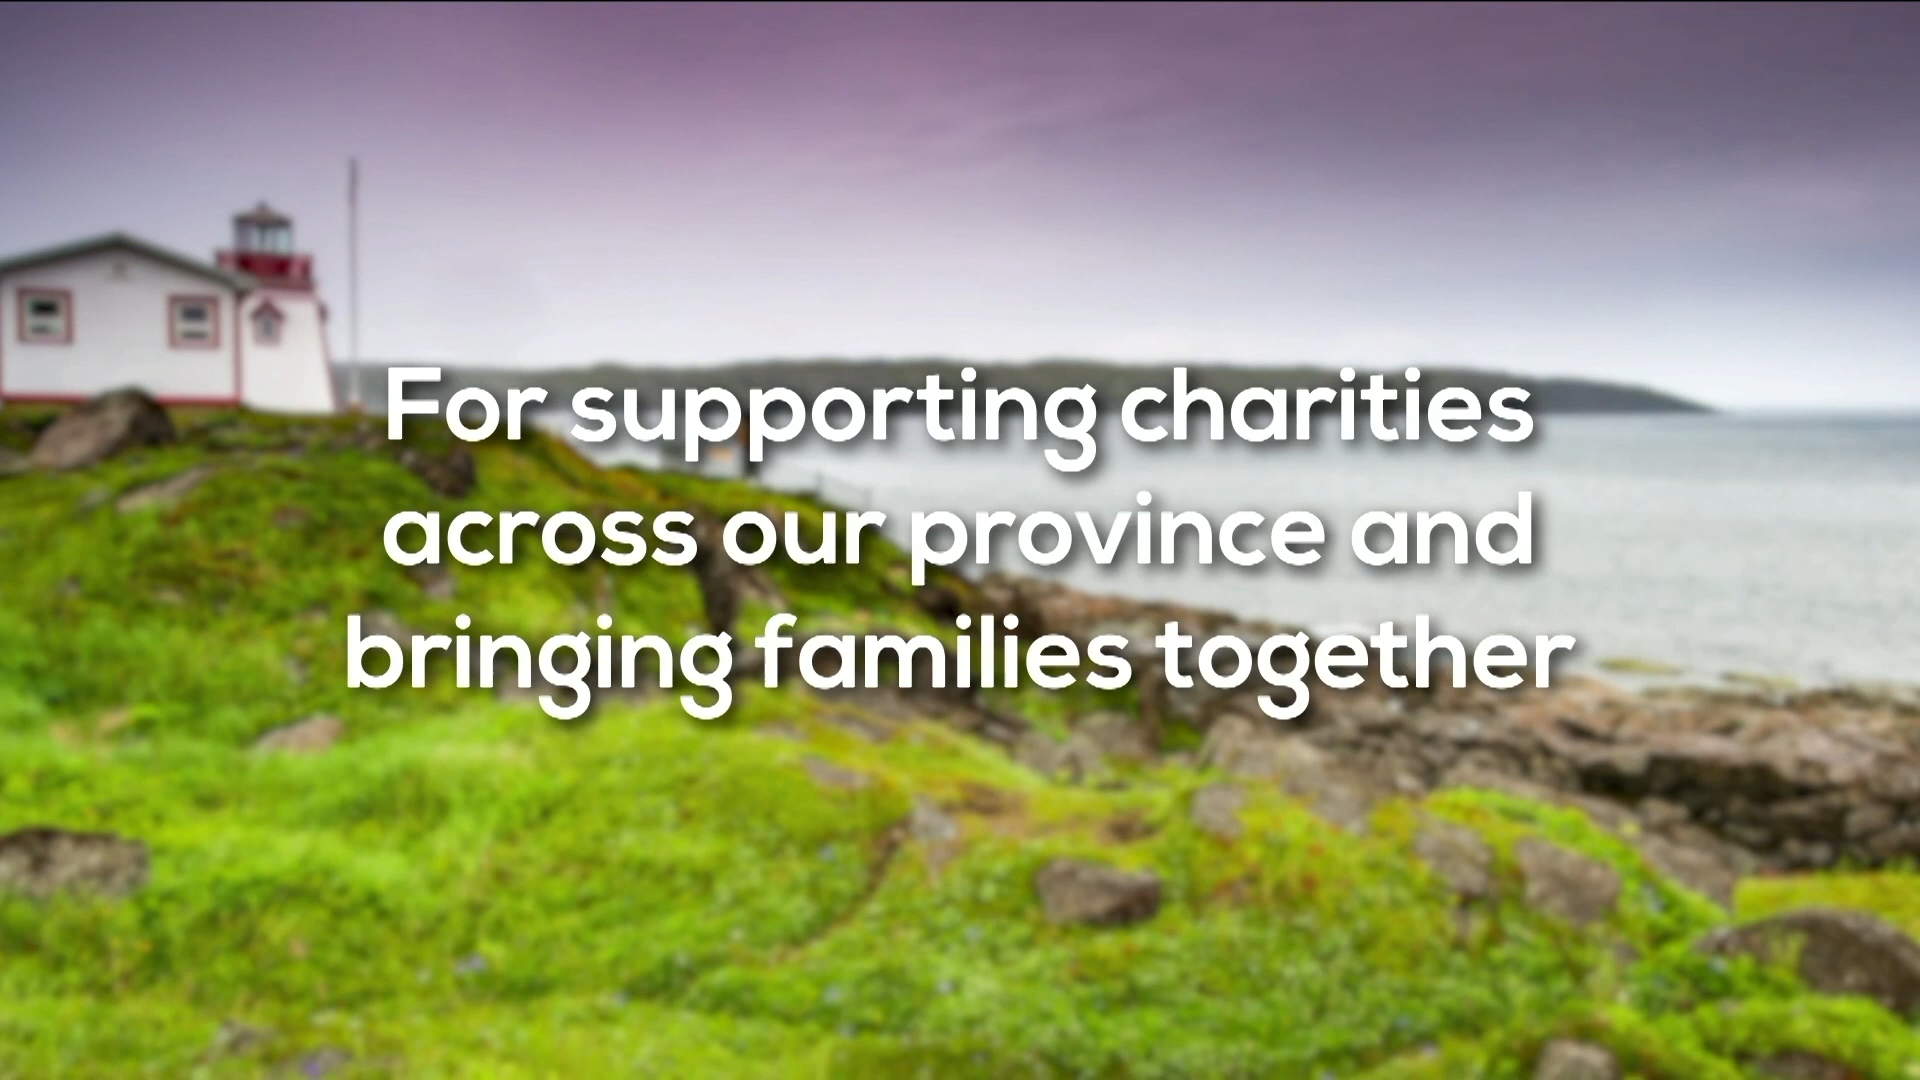 For supporting charities
across our province and
bringing families together